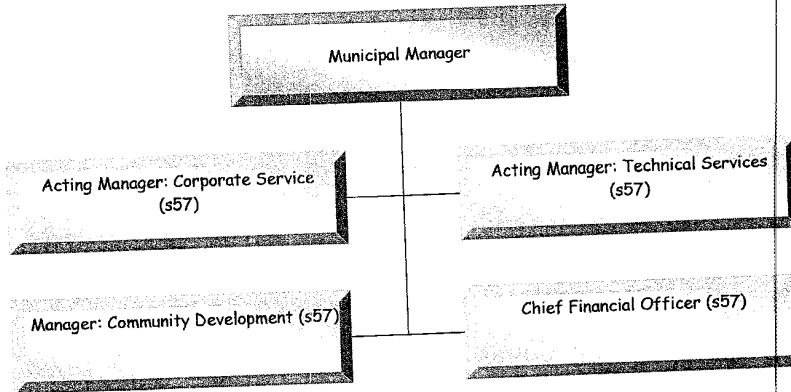 Municipal Manager
Acting Manager: Corporate Service
(s57)
Acting Manager: Technical Services
(s57)
Manager: Community Development (s57)
Chief Financial Officer (s57)